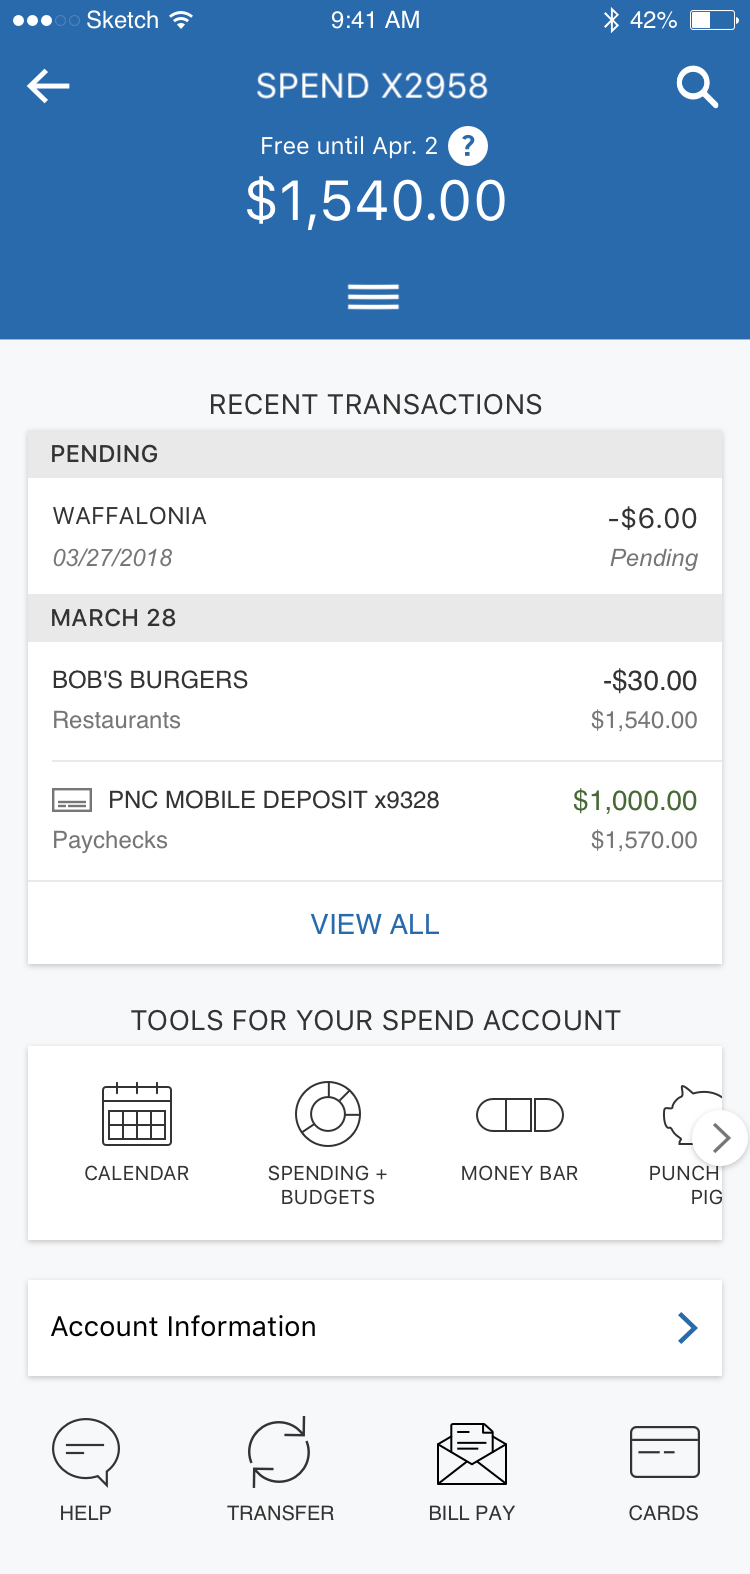 Sketch 9:41 AM 42%
SPEND X2958
Free until Apr. 2 ?
$1,540.00
RECENT TRANSACTIONS
PENDING
WAFFALONIA -$6.00
03/27/2018 Pending
MARCH 28
BOB'S BURGERS -$30.00
Restaurants $1,540.00
PNC MOBILE DEPOSIT x9328 $1,000.00
Paychecks $1,570.00
VIEW ALL
TOOLS FOR YOUR SPEND ACCOUNT
CALENDAR SPENDING + MONEY BAR PUNCH
BUDGETS PIG
Account Information
HELP TRANSFER BILL PAY CARDS